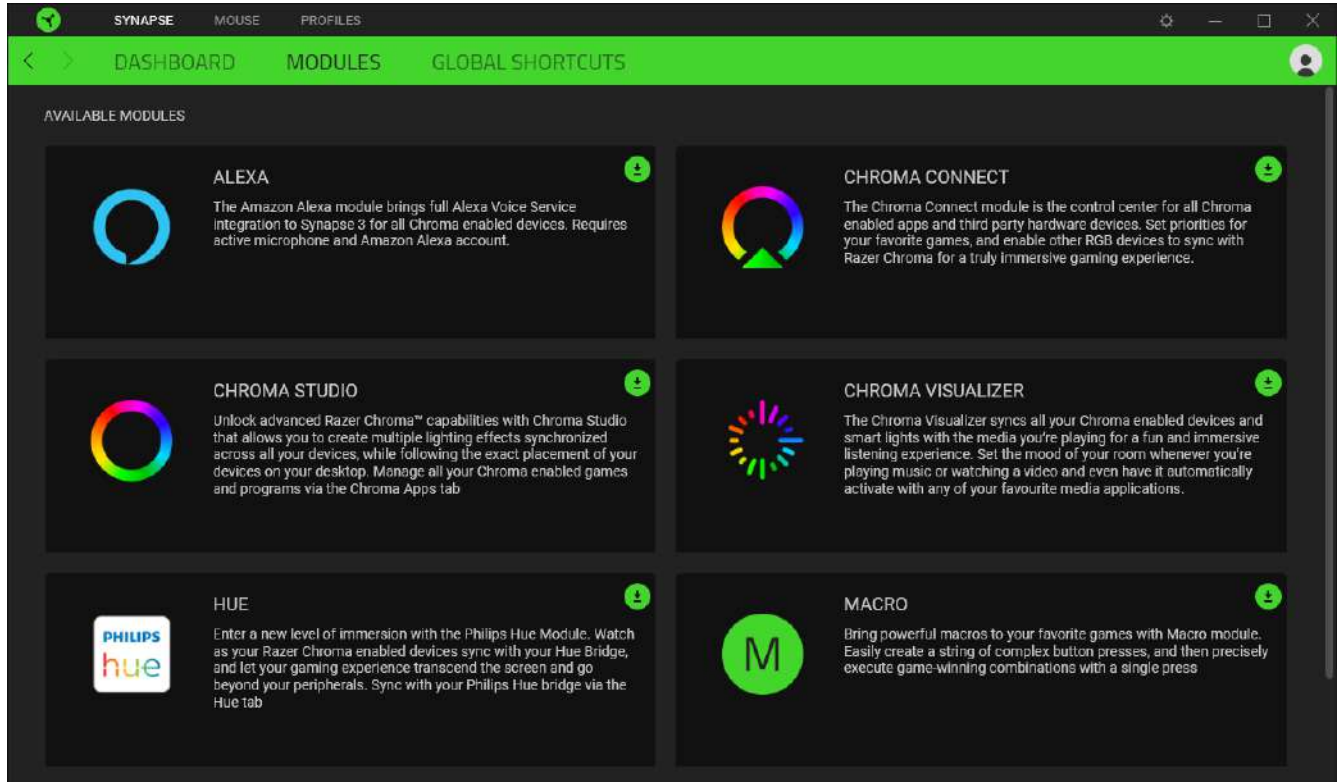 SYNAPSE MOUSE PROFILES
DASHBOARD MODULES GLOBAL SHORTCUTS
AVAILABLE MODULES
ALEXA
The Amazon Alexa module brings full Alexa Voice Service
integration to Synapse 3 for all Chroma enabled devices. Requires
active microphone and Amazon Alexa account.
CHROMA CONNECT
The Chroma Connect module is the control center for all Chroma
enabled apps and third party hardware devices. Set priorities for
your favorite games, and enable other RGB devices to sync with
Razer Chroma for a truly immersive gaming experience.
CHROMA STUDIO
Unlock advanced Razer Chroma™ capabilities with Chroma Studio
that allows you to create multiple lighting effects synchronized
across all your devices, while following the exact placement of your
devices on your desktop. Manage all your Chroma enabled games
and programs via the Chroma Apps tab
CHROMA VISUALIZER
The Chroma Visualizer syncs all your Chroma enabled devices and
smart lights with the media you're playing for a fun and immersive
listening experience. Set the mood of your room whenever you're
playing music or watching a video and even have it automatically
activate with any of your favourite media applications.
PHILIPS
hue
HUE
Enter a new level of immersion with the Philips Hue Module. Watch
as your Razer Chroma enabled devices sync with your Hue Bridge,
and let your gaming experience transcend the screen and go
beyond your peripherals. Sync with your Philips Hue bridge via the
Hue tab
M
MACRO
Bring powerful macros to your favorite games with Macro module.
Easily create a string of complex button presses, and then precisely
execute game-winning combinations with a single press